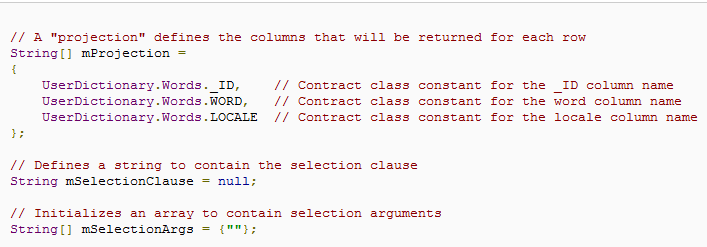 // A "projection" defines the columns that will be returned for each row
String[] mProjection =
{
    UserDictionary.Words._ID,    // Contract class constant for the _ID column name
    UserDictionary.Words.WORD,   // Contract class constant for the word column name
    UserDictionary.Words.LOCALE  // Contract class constant for the locale column name
};
// Defines a string to contain the selection clause
String mSelectionClause = null;
// Initializes an array to contain selection arguments
String[] mSelectionArgs = {""};